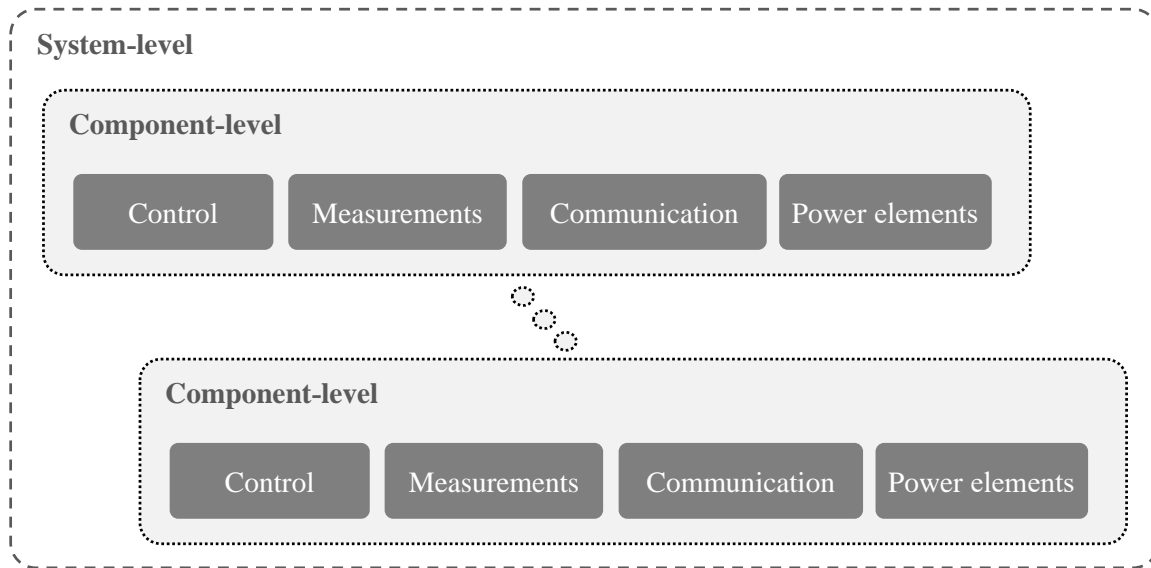 System-level
Component-level
Control Measurements Communication Power elements
Component-level
Control Measurements Communication Power elements